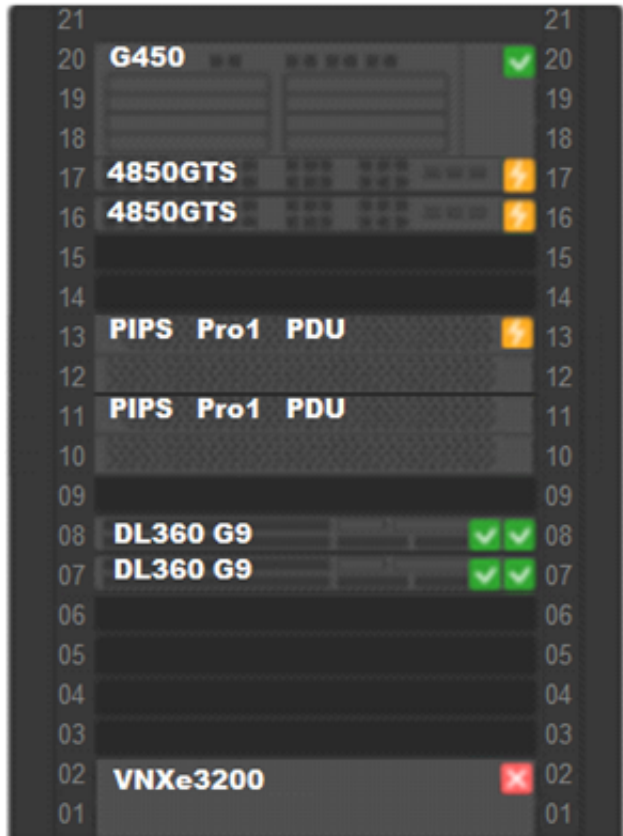 21 21
20 G450 20
19 19
18 18
17 4850GTS 17
16 4850GTS 16
15 15
14 14
13 PIPS Pro1 PDU 13
12 12
11 PIPS Pro1 PDU 11
10 10
09 09
08 DL360 G9 08
07 DL360 G9 07
06 06
05 05
04 04
03 03
02 VNXe3200 02
01 01